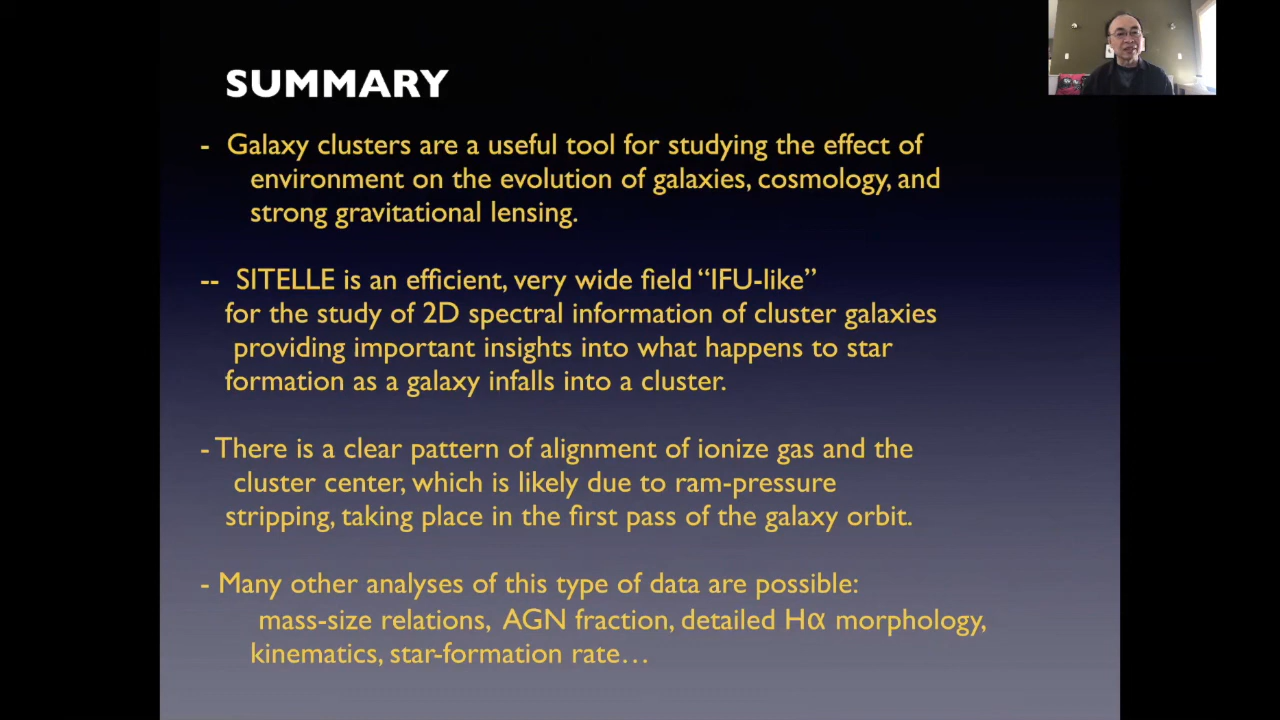 SUMMARY
- Galaxy clusters are a useful tool for studying the effect of
environment on the evolution of galaxies, cosmology, and
strong gravitational lensing.
-- SITELLE is an efficient, very wide field “IFU-like”
for the study of 2D spectral information of cluster galaxies
providing important insights into what happens to star
formation as a galaxy infalls into a cluster.
- There is a clear pattern of alignment of ionize gas and the
cluster center, which is likely due to ram-pressure
stripping, taking place in the first pass of the galaxy orbit.
- Many other analyses of this type of data are possible:
mass-size relations, AGN fraction, detailed Hα morphology,
kinematics, star-formation rate…